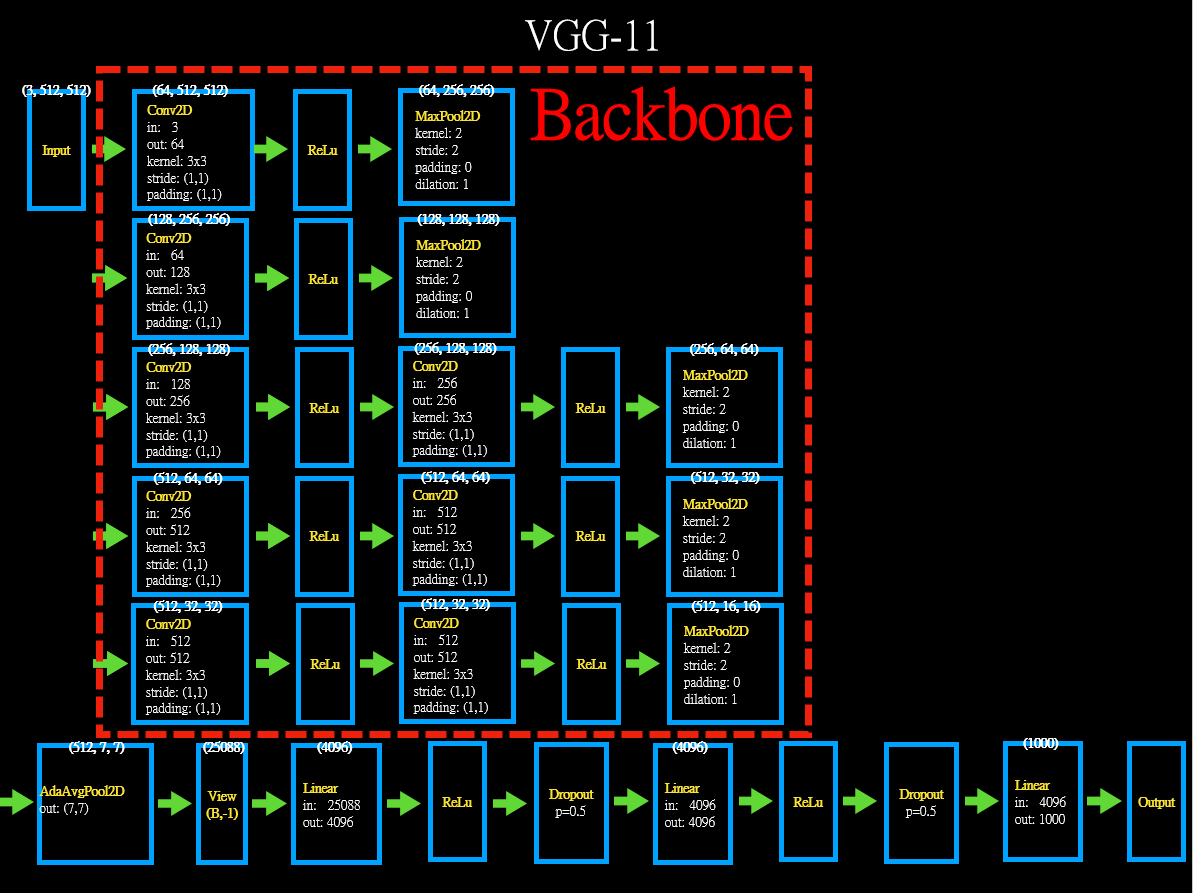 VGG-11
Backbone
(3, 512, 512)
Input
(64, 512, 512)
Conv2D
in: 3
out: 64
kernel: 3x3
stride: (1,1)
padding: (1,1)
ReLu
(64, 256, 256)
MaxPool2D
kernel: 2
stride: 2
padding: 0
dilation: 1
(128, 256, 256)
Conv2D
in: 64
out: 128
kernel: 3x3
stride: (1,1)
padding: (1,1)
ReLu
(128, 128, 128)
MaxPool2D
kernel: 2
stride: 2
padding: 0
dilation: 1
(256, 128, 128)
Conv2D
in: 128
out: 256
kernel: 3x3
stride: (1,1)
padding: (1,1)
ReLu
(256, 128, 128)
Conv2D
in: 256
out: 256
kernel: 3x3
stride: (1,1)
padding: (1,1)
ReLu
(256, 64, 64)
MaxPool2D
kernel: 2
stride: 2
padding: 0
dilation: 1
(512, 64, 64)
Conv2D
in: 256
out: 512
kernel: 3x3
stride: (1,1)
padding: (1,1)
ReLu
(512, 64, 64)
Conv2D
in: 512
out: 512
kernel: 3x3
stride: (1,1)
padding: (1,1)
ReLu
(512, 32, 32)
MaxPool2D
kernel: 2
stride: 2
padding: 0
dilation: 1
(512, 32, 32)
Conv2D
in: 512
out: 512
kernel: 3x3
stride: (1,1)
padding: (1,1)
ReLu
(512, 32, 32)
Conv2D
in: 512
out: 512
kernel: 3x3
stride: (1,1)
padding: (1,1)
ReLu
(512, 16, 16)
MaxPool2D
kernel: 2
stride: 2
padding: 0
dilation: 1
(512, 7, 7)
AdaAvgPool2D
out: (7,7)
(25088)
View
(B,-1)
(4096)
Linear
in: 25088
out: 4096
ReLu
Dropout
p=0.5
(4096)
Linear
in: 4096
out: 4096
ReLu
Dropout
p=0.5
(1000)
Linear
in: 4096
out: 1000
Output